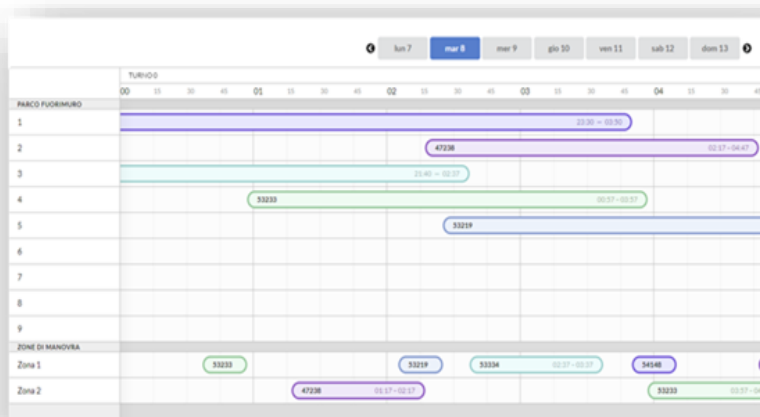 lun 7 mar 8 mer 9 gio 10 ven 11 sab 12 dom 13
TURNO 0
00 15 30 45 01 15 30 45 02 15 30 45 03 15 30 45 04 15 30
PARCO FUORIMURO
1 23:30 — 03:50
2 47238 02:17 - 04:47
3 23:40 — 02:37
4 53233 00:57 - 03:57
5 53219
6
7
8
9
ZONE DI MANOVRA
Zona 1 53233 53219 53334 02:37 - 03:37 54148
Zona 2 47238 01:17 - 02:17 53233